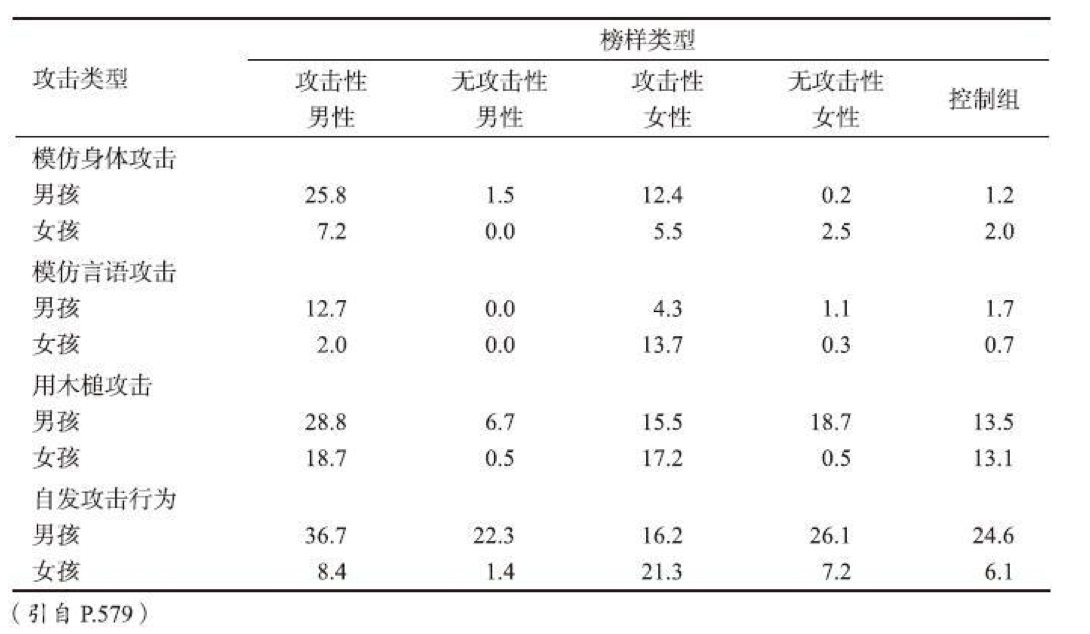 榜样类型
攻击类型
攻击性 无攻击性 攻击性 无攻击性 控制组
男性 男性 女性 女性
模仿身体攻击
男孩 25.8 1.5 12.4 0.2 1.2
女孩 7.2 0.0 5.5 2.5 2.0
模仿言语攻击
男孩 12.7 0.0 4.3 1.1 1.7
女孩 2.0 0.0 13.7 0.3 0.7
用木槌攻击
男孩 28.8 6.7 15.5 18.7 13.5
女孩 18.7 0.5 17.2 0.5 13.1
自发攻击行为
男孩 36.7 22.3 16.2 26.1 24.6
女孩 8.4 1.4 21.3 7.2 6.1
（引自 P.579）